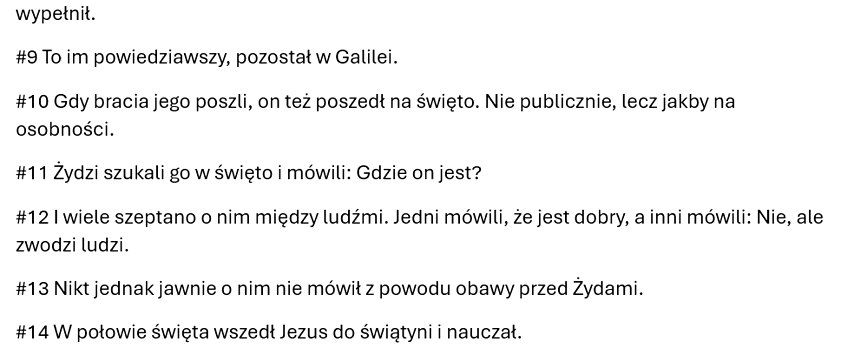 wypełnił.
#9 To im powiedziawszy, pozostał w Galilei.
#10 Gdy bracia jego poszli, on też poszedł na święto. Nie publicznie, lecz jakby na
osobności.
#11 Żydzi szukali go w święto i mówili: Gdzie on jest?
#12 I wiele szeptano o nim między ludźmi. Jedni mówili, że jest dobry, a inni mówili: Nie, ale
zwodzi ludzi.
#13 Nikt jednak jawnie o nim nie mówił z powodu obawy przed Żydami.
#14 W połowie święta wszedł Jezus do świątyni i nauczał.